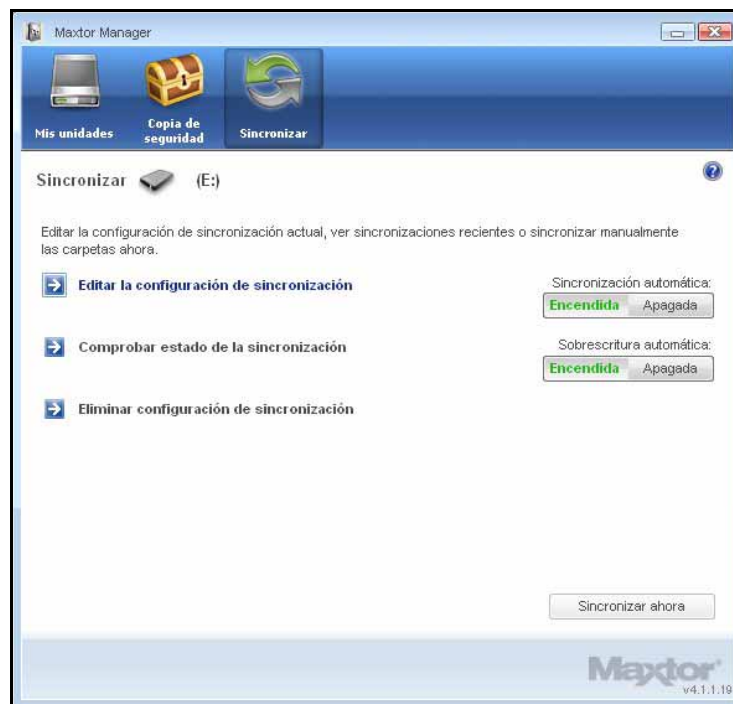 Maxtor Manager
Mis unidades
Copia de
seguridad
Sincronizar
Sincronizar (E:)
Editar la configuración de sincronización actual, ver sincronizaciones recientes o sincronizar manualmente
las carpetas ahora.
Editar la configuración de sincronización
Sincronización automática:
Encendida Apagada
Comprobar estado de la sincronización
Sobrescritura automática:
Encendida Apagada
Eliminar configuración de sincronización
Sincronizar ahora
Maxtor
v4.1.1.19